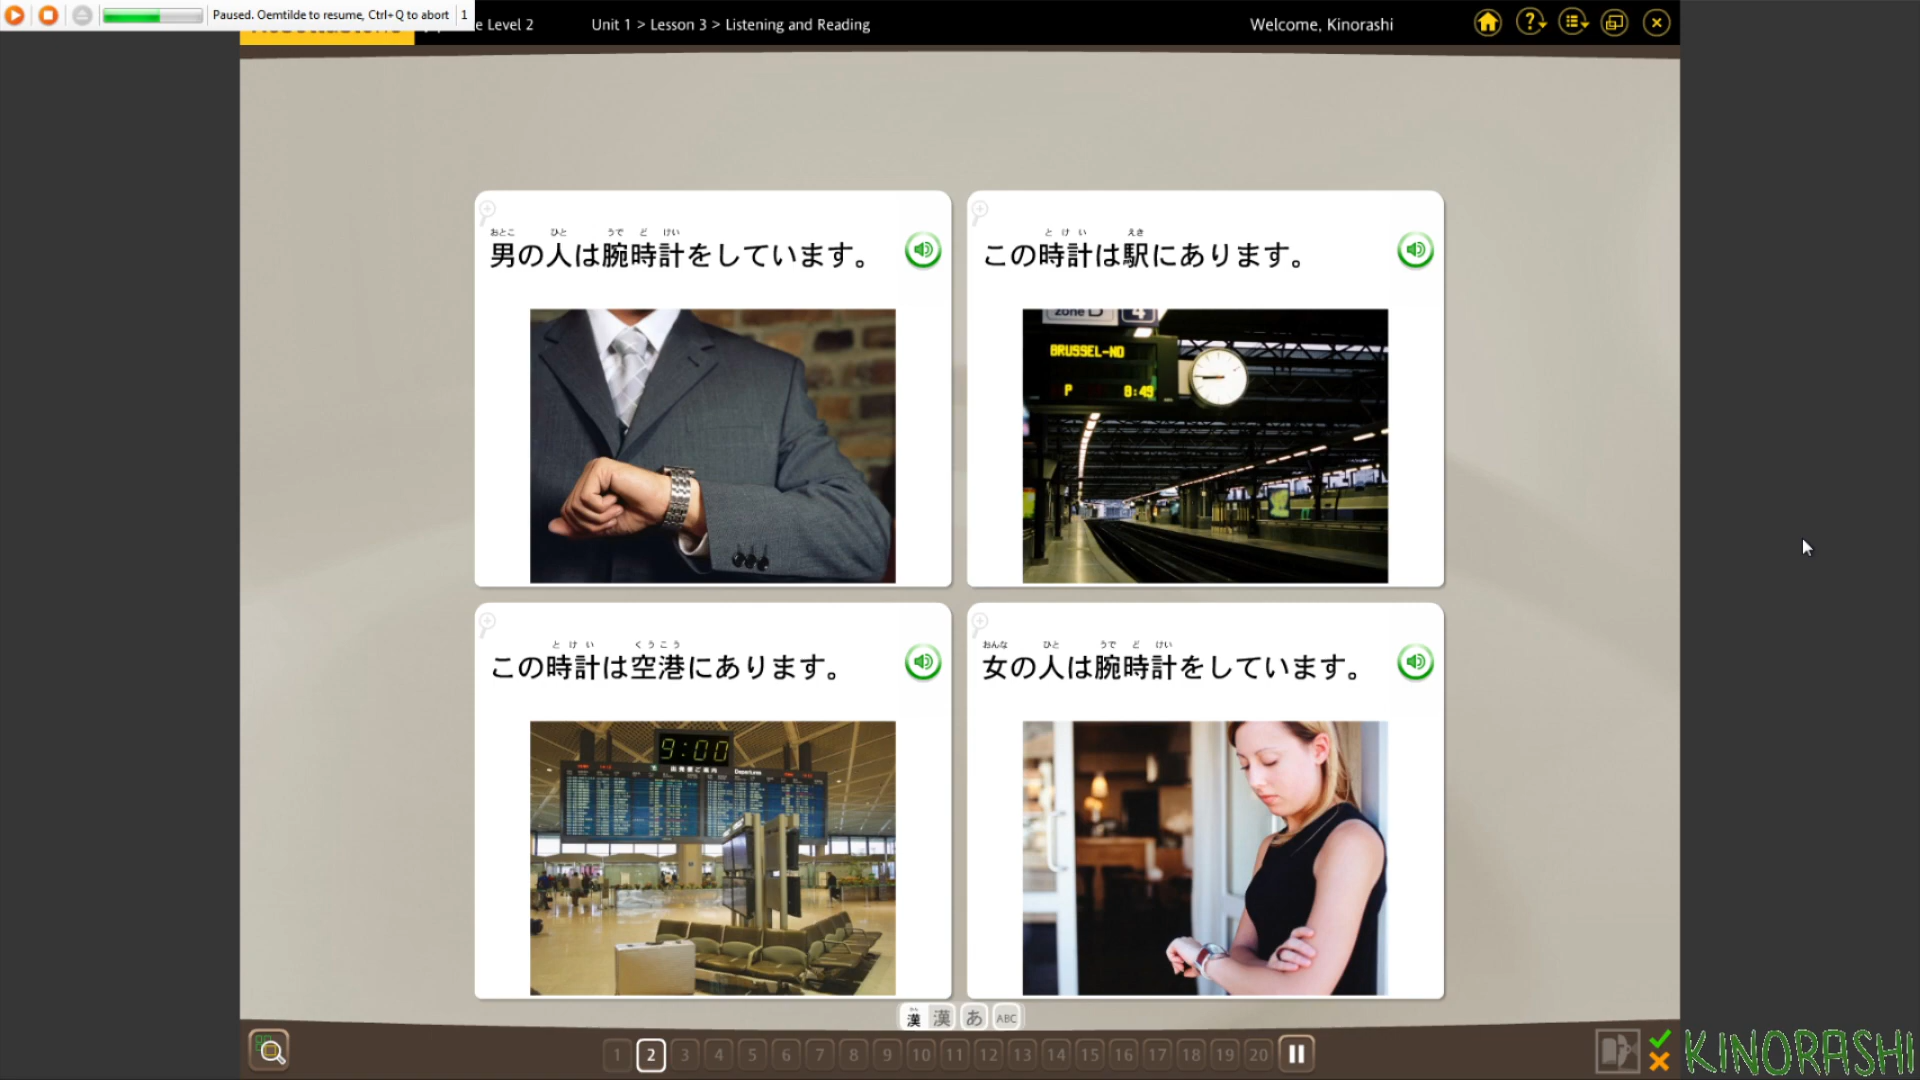 Paused. Oemtilde to resume, Ctrl+Q to abort 1
e Level 2
Unit 1 > Lesson 3 > Listening and Reading
Welcome, Kinorashi
おとこ ひと うで ど けい
男の人は腕時計をしています。
と けい えき
この時計は駅にあります。
zone D 4
BRUSSEL-NO
P 8:49
と けい くうこう
この時計は空港にあります。
おんな ひと うで ど けい
女の人は腕時計をしています。
9:00
Departures
漢 漢 あ ABC
1 2 3 4 5 6 7 8 9 10 11 12 13 14 15 16 17 18 19 20
KINORASHI